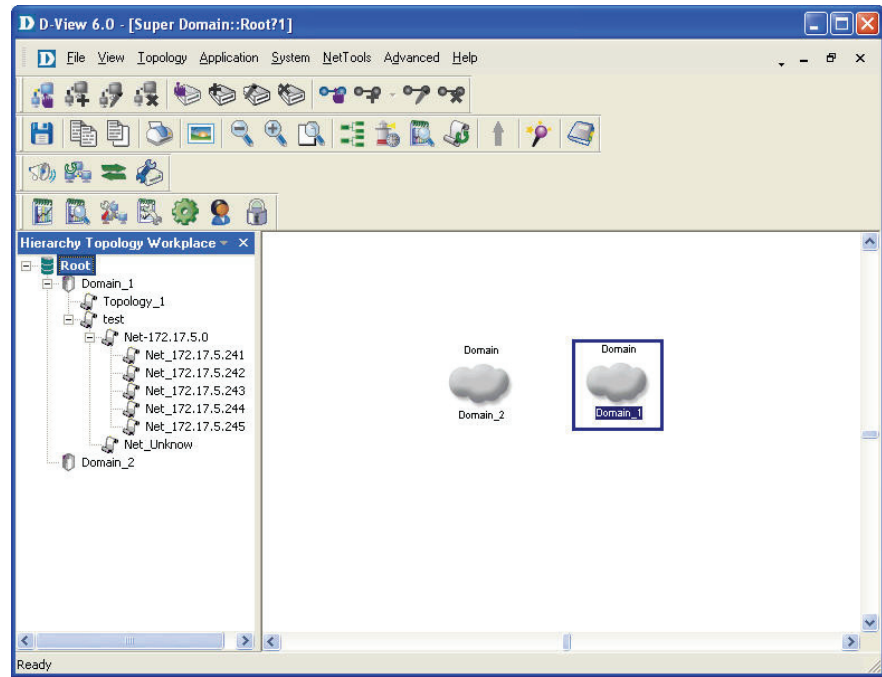 D-View 6.0 - [Super Domain::Root?1]
File View Topology Application System NetTools Advanced Help
Hierarchy Topology Workplace
Root
Domain_1
Topology_1
test
Net-172.17.5.0
Net_172.17.5.241
Net_172.17.5.242
Net_172.17.5.243
Net_172.17.5.244
Net_172.17.5.245
Net_Unknow
Domain_2
Domain
Domain_2
Domain
Domain_1
Ready